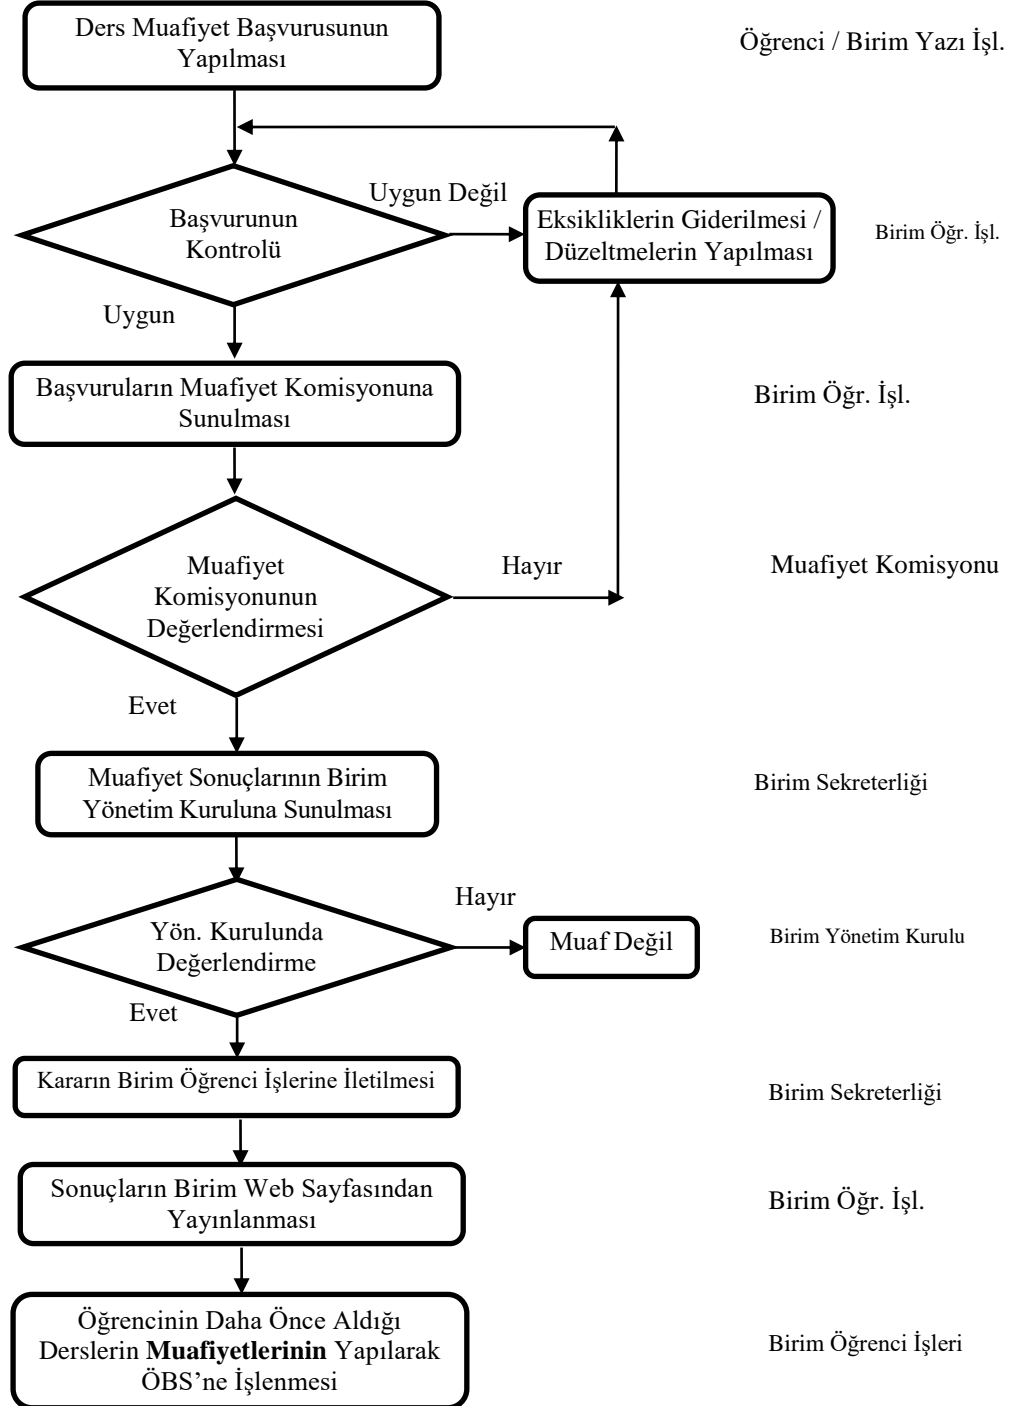 Ders Muafiyet Başvurusunun
Yapılması
Öğrenci / Birim Yazı İşl.
Uygun Değil
Başvurunun
Kontrolü
Eksikliklerin Giderilmesi /
Düzeltmelerin Yapılması
Birim Öğr. İşl.
Uygun
Başvuruların Muafiyet Komisyonuna
Sunulması
Birim Öğr. İşl.
Muafiyet
Komisyonunun
Değerlendirmesi
Hayır
Muafiyet Komisyonu
Evet
Muafiyet Sonuçlarının Birim
Yönetim Kuruluna Sunulması
Birim Sekreterliği
Hayır
Yön. Kurulunda
Değerlendirme
Muaf Değil
Birim Yönetim Kurulu
Evet
Kararın Birim Öğrenci İşlerine İletilmesi
Birim Sekreterliği
Sonuçların Birim Web Sayfasından
Yayınlanması
Birim Öğr. İşl.
Öğrencinin Daha Önce Aldığı
Derslerin Muafiyetlerinin Yapılarak
ÖBS’ne İşlenmesi
Birim Öğrenci İşleri